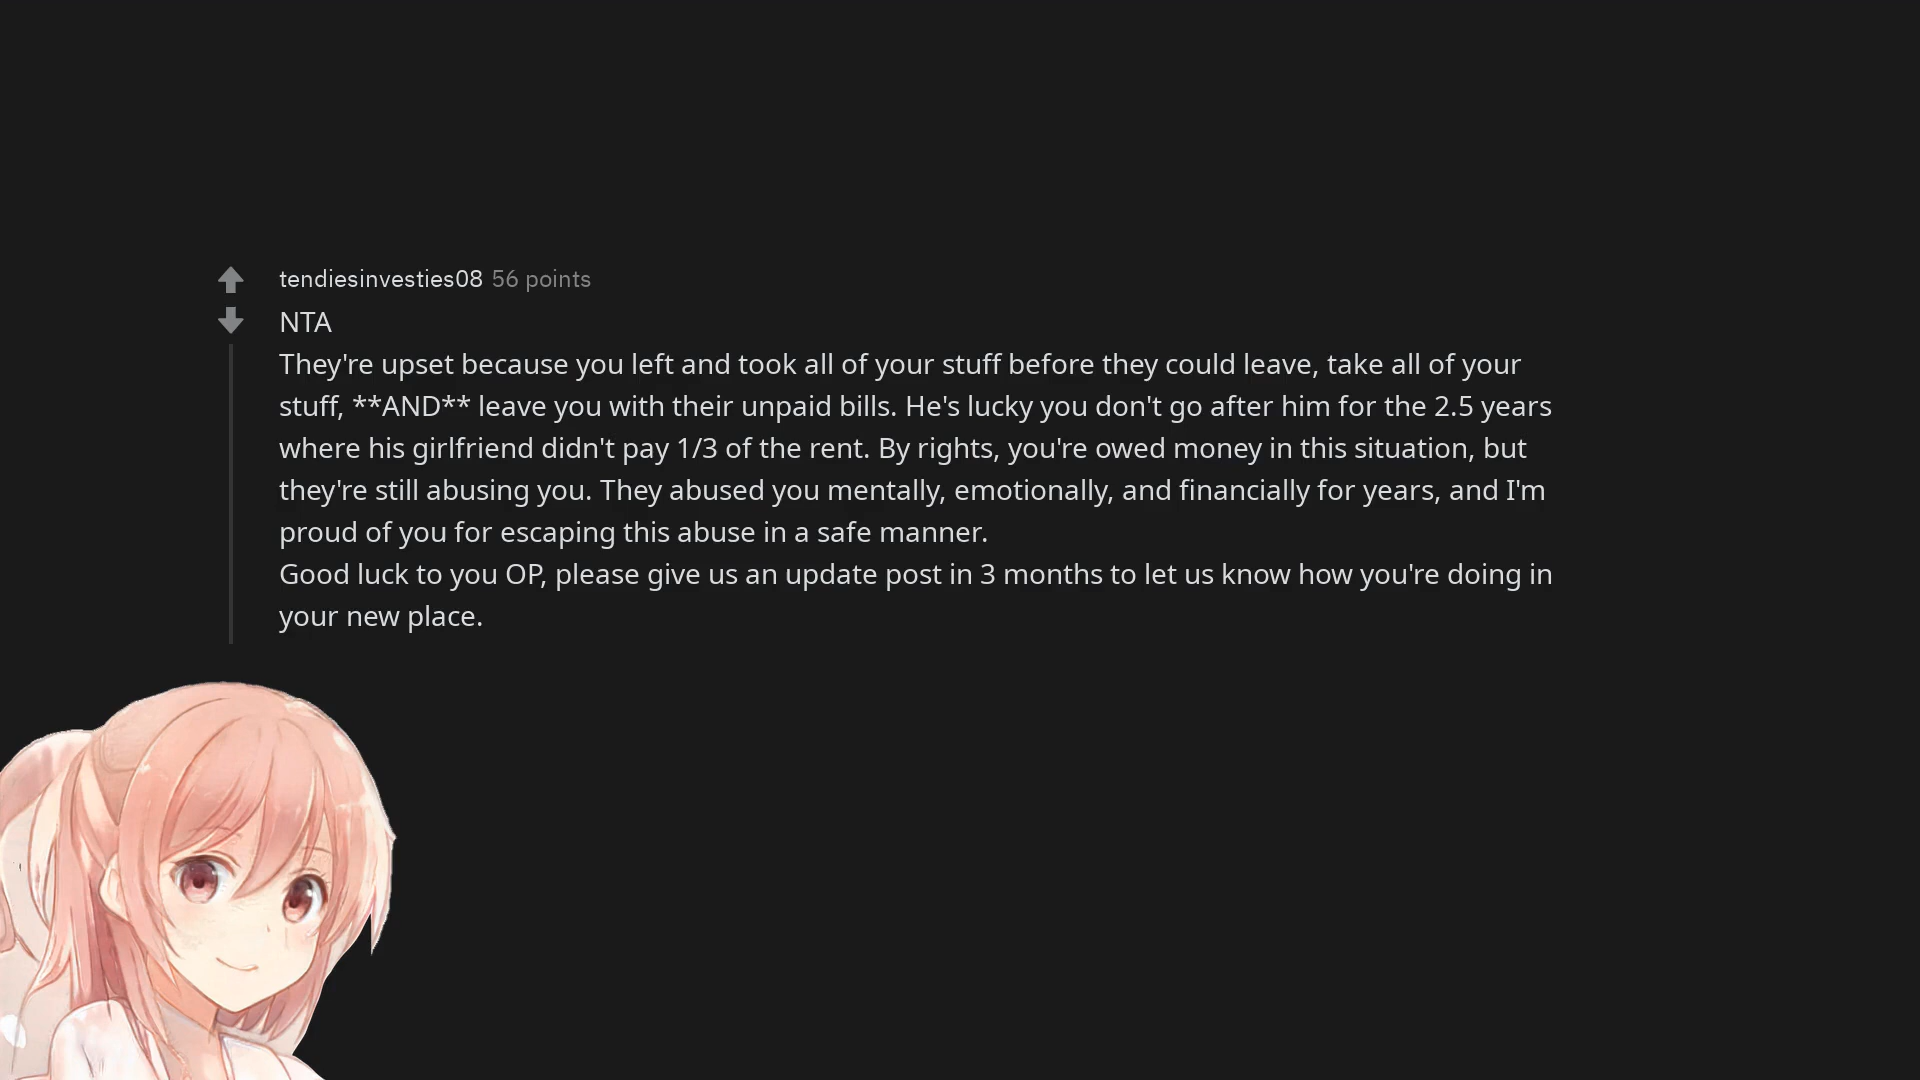 tendiesinvesties08 56 points
NTA
They're upset because you left and took all of your stuff before they could leave, take all of your
stuff, **AND** leave you with their unpaid bills. He's lucky you don't go after him for the 2.5 years
where his girlfriend didn't pay 1/3 of the rent. By rights, you're owed money in this situation, but
they're still abusing you. They abused you mentally, emotionally, and financially for years, and I'm
proud of you for escaping this abuse in a safe manner.
Good luck to you OP, please give us an update post in 3 months to let us know how you're doing in
your new place.